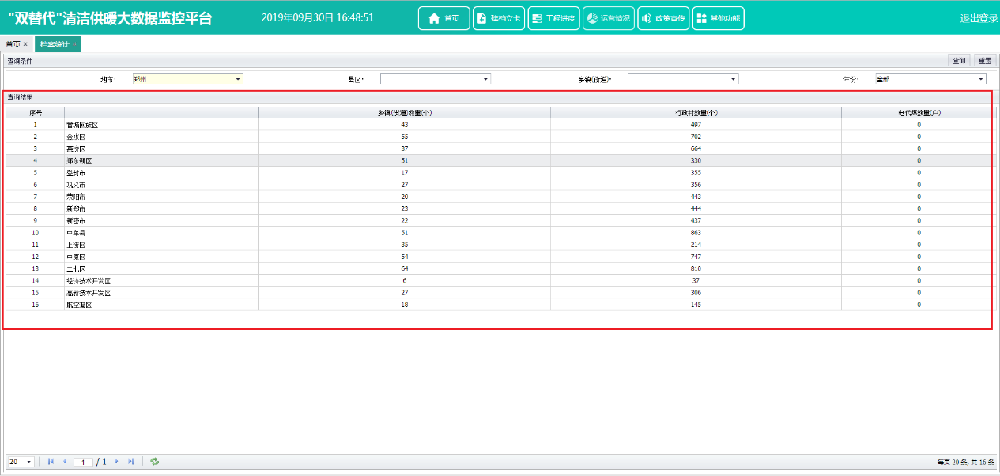 "双替代"清洁供暖大数据监控平台 2019年09月30日 16:48:51 首页 建档立卡 工程进度 运营情况 政策宣传 其他功能 退出登录
首页 × 档案统计 ×
查询条件 查询 重置
地市： 郑州 县区： 乡镇(街道)： 年份： 全部
查询结果
序号 乡镇(街道)数量(个) 行政村数量(个) 电代煤数量(户)
1 管城回族区 43 497 0
2 金水区 55 702 0
3 惠济区 37 664 0
4 郑东新区 51 330 0
5 登封市 17 355 0
6 巩义市 27 356 0
7 荥阳市 20 443 0
8 新郑市 23 444 0
9 新密市 22 437 0
10 中牟县 51 863 0
11 上街区 35 214 0
12 中原区 54 747 0
13 二七区 64 810 0
14 经济技术开发区 6 37 0
15 高新技术开发区 27 306 0
16 航空港区 18 145 0
20 1 / 1 每页 20 条, 共 16 条